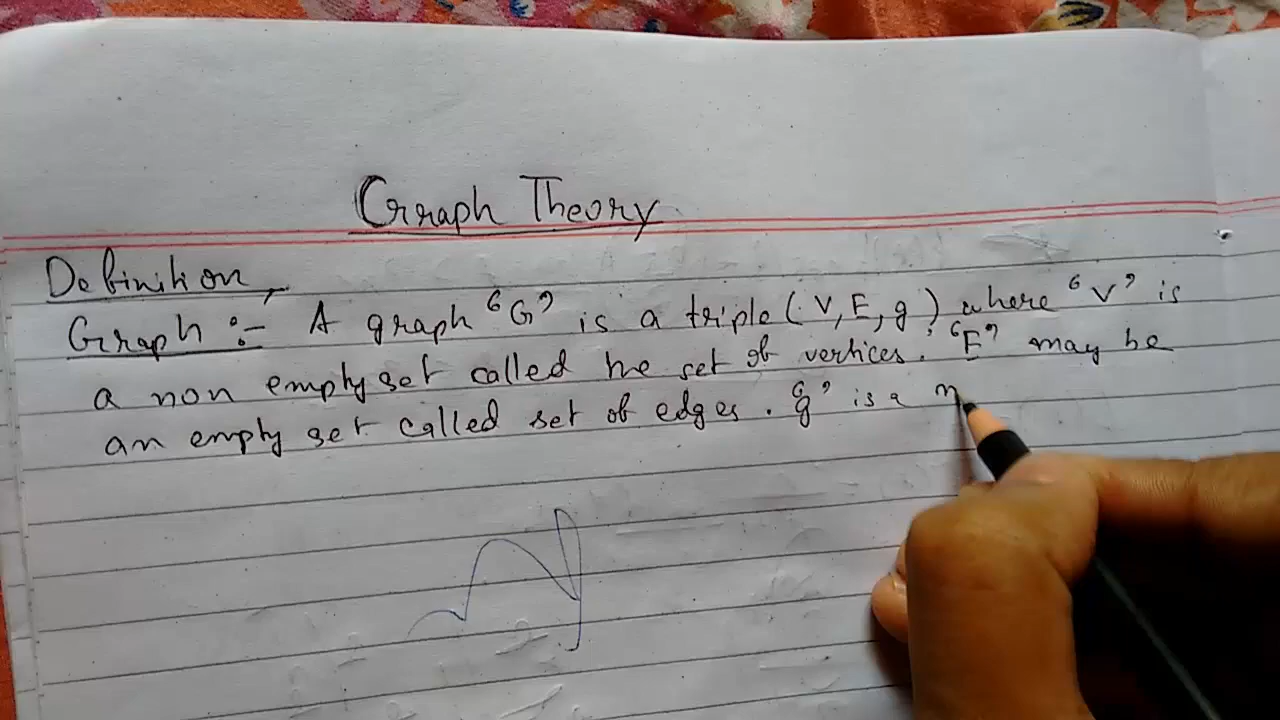 Graph Theory
Definition,
Graph :- A graph 'G' is a triple (V, E, g) where 'V' is
a non empty set called the set of vertices. 'E' may be
an empty set called set of edges. 'g' is a m